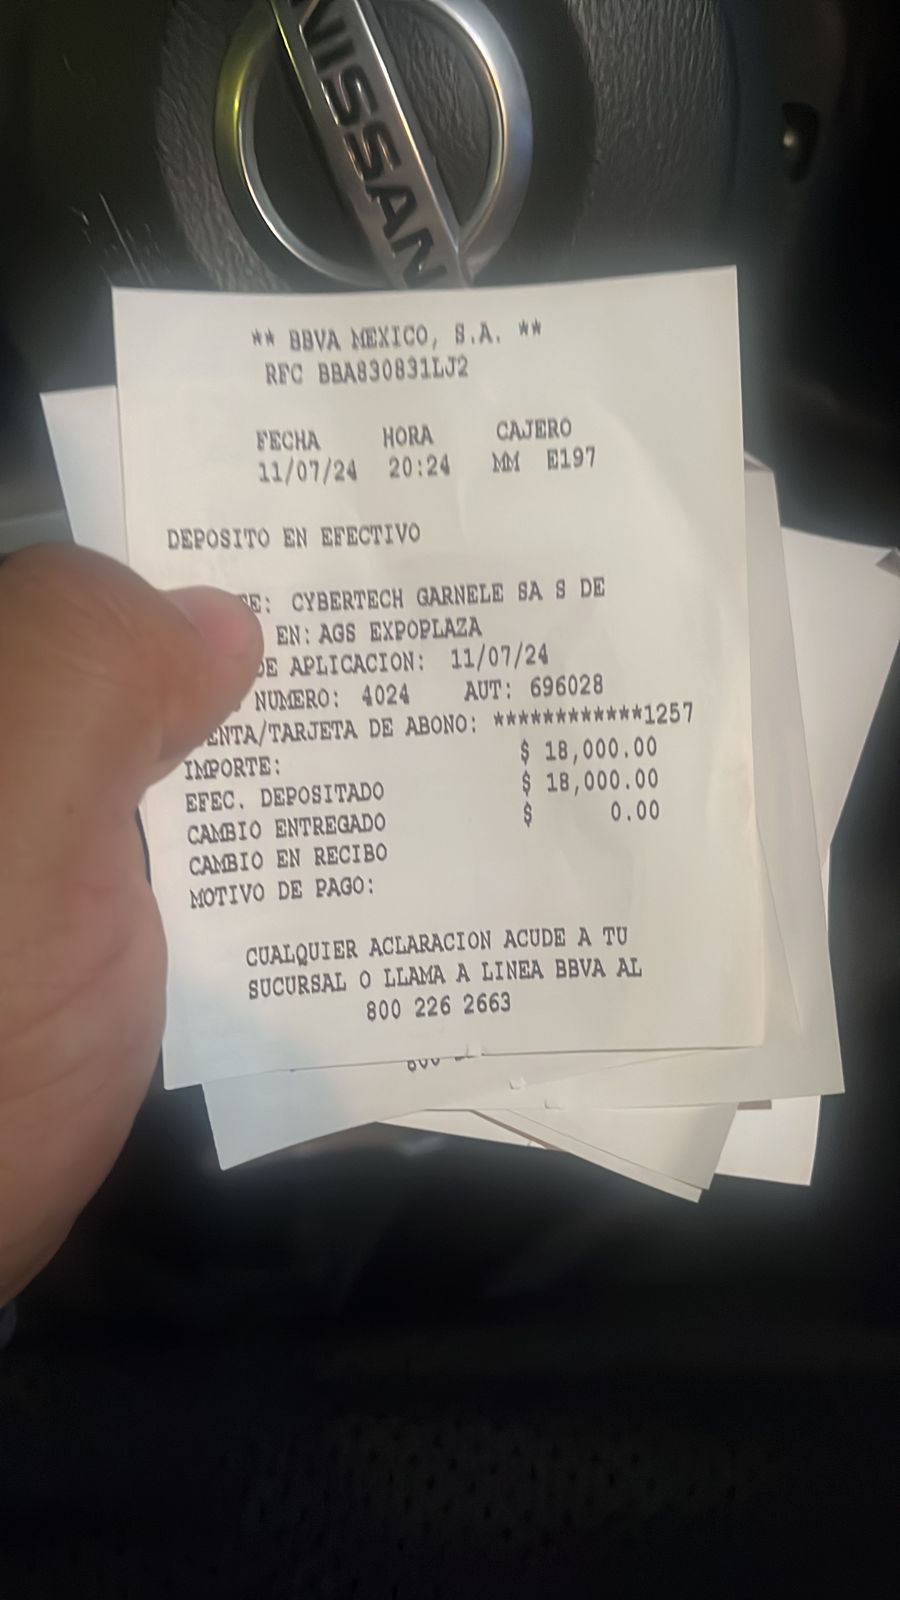 NISSAN
** BBVA MEXICO, S.A. **
RFC BBA830831LJ2
FECHA HORA CAJERO
11/07/24 20:24 MM E197
DEPOSITO EN EFECTIVO
E: CYBERTECH GARNELE SA S DE
EN: AGS EXPOPLAZA
DE APLICACION: 11/07/24
NUMERO: 4024 AUT: 696028
ENTA/TARJETA DE ABONO: ************1257
IMPORTE: $ 18,000.00
EFEC. DEPOSITADO $ 18,000.00
CAMBIO ENTREGADO $ 0.00
CAMBIO EN RECIBO
MOTIVO DE PAGO:
CUALQUIER ACLARACION ACUDE A TU
SUCURSAL O LLAMA A LINEA BBVA AL
800 226 2663